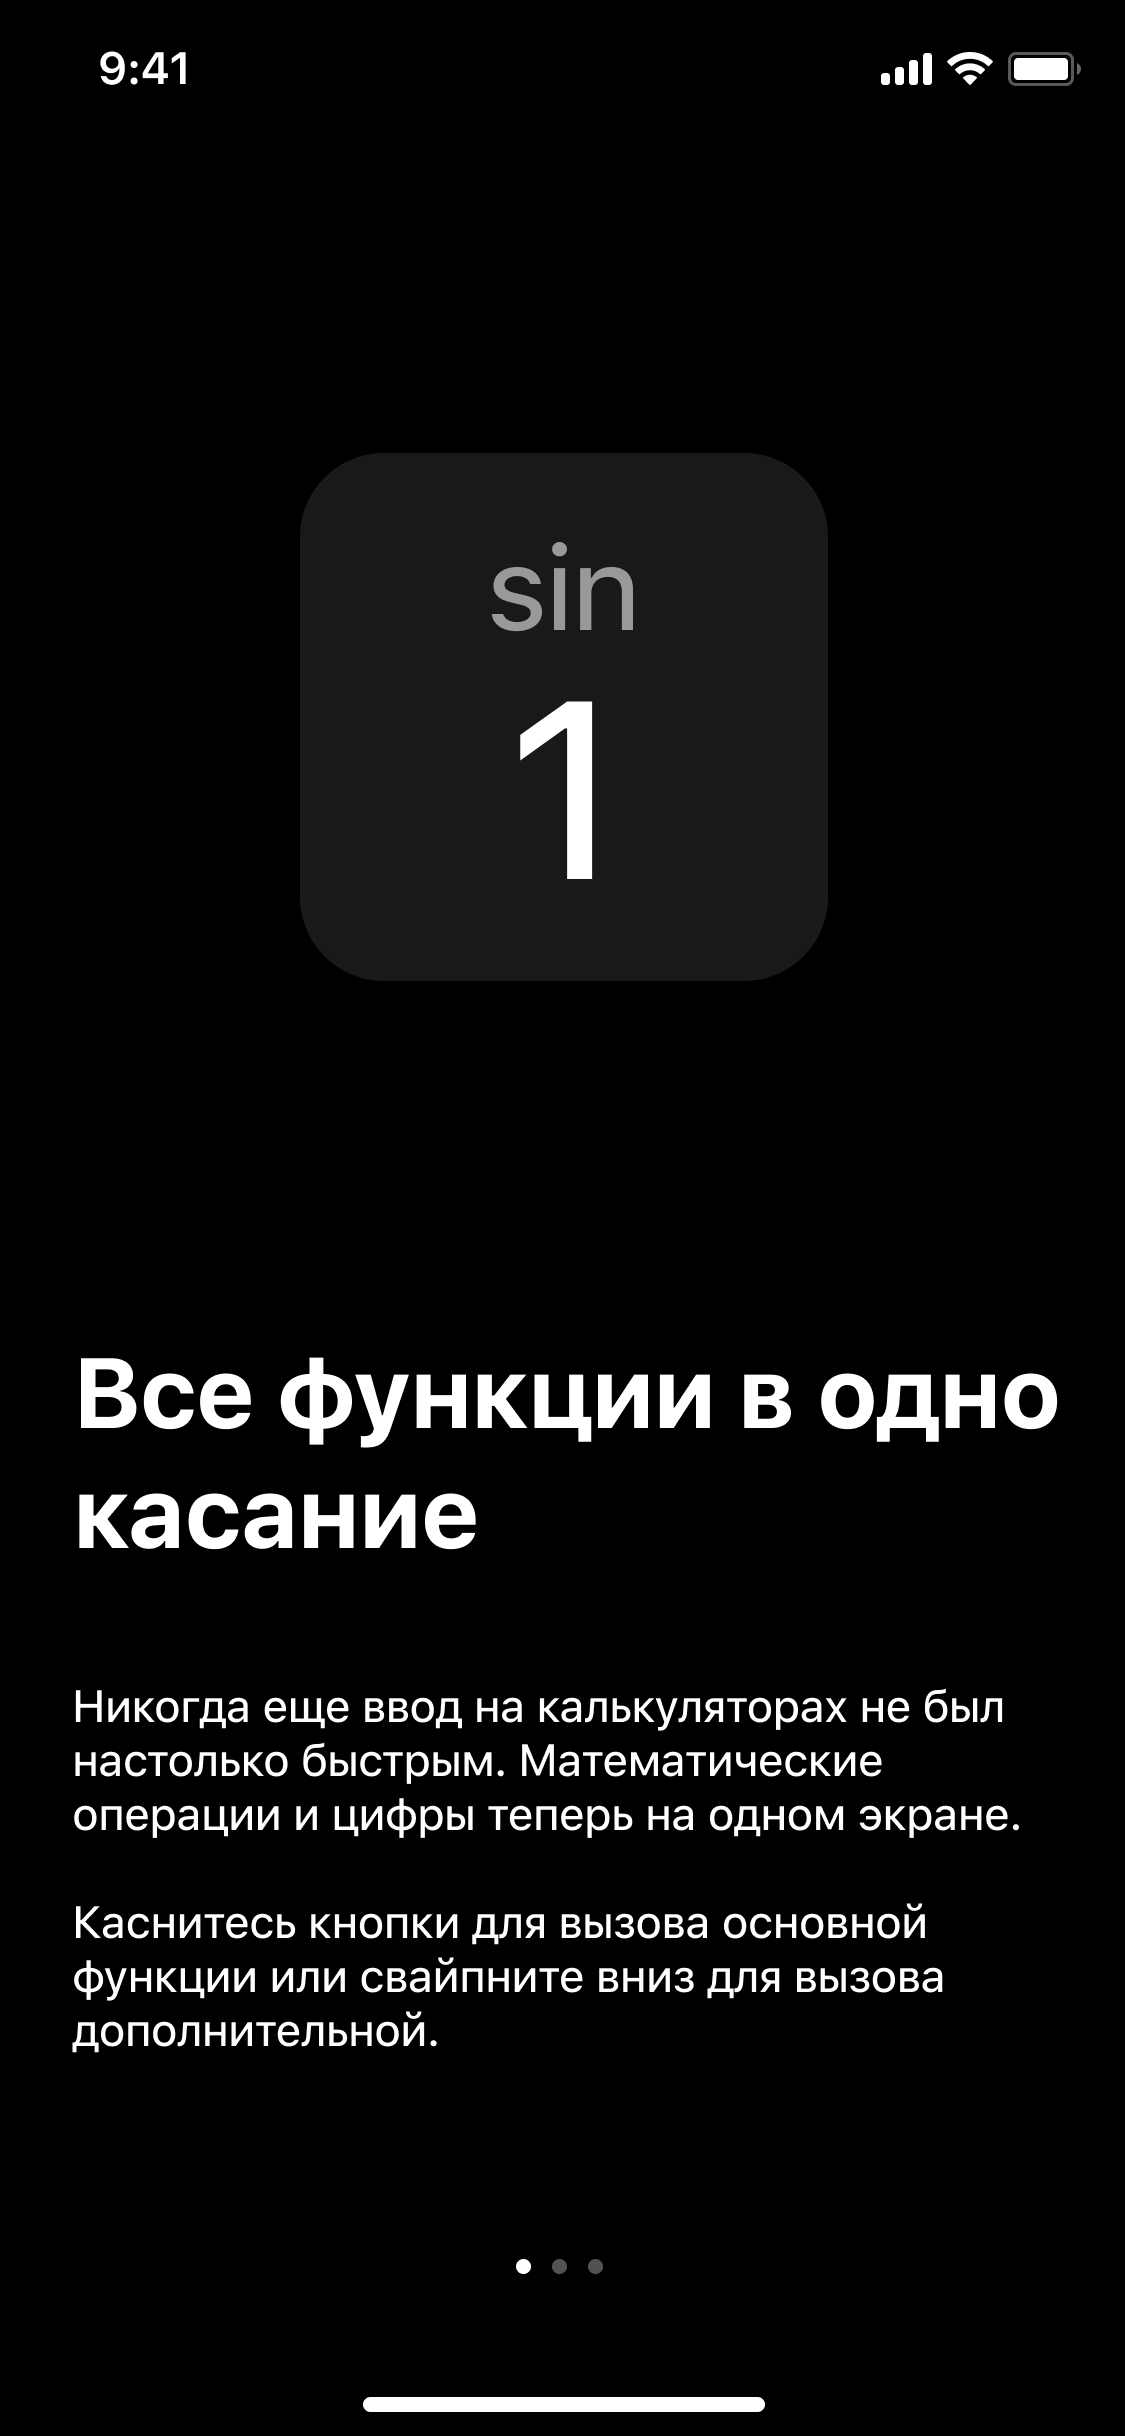 9:41
sin
1
Все функции в одно
касание
Никогда еще ввод на калькуляторах не был
настолько быстрым. Математические
операции и цифры теперь на одном экране.
Каснитесь кнопки для вызова основной
функции или свайпните вниз для вызова
дополнительной.